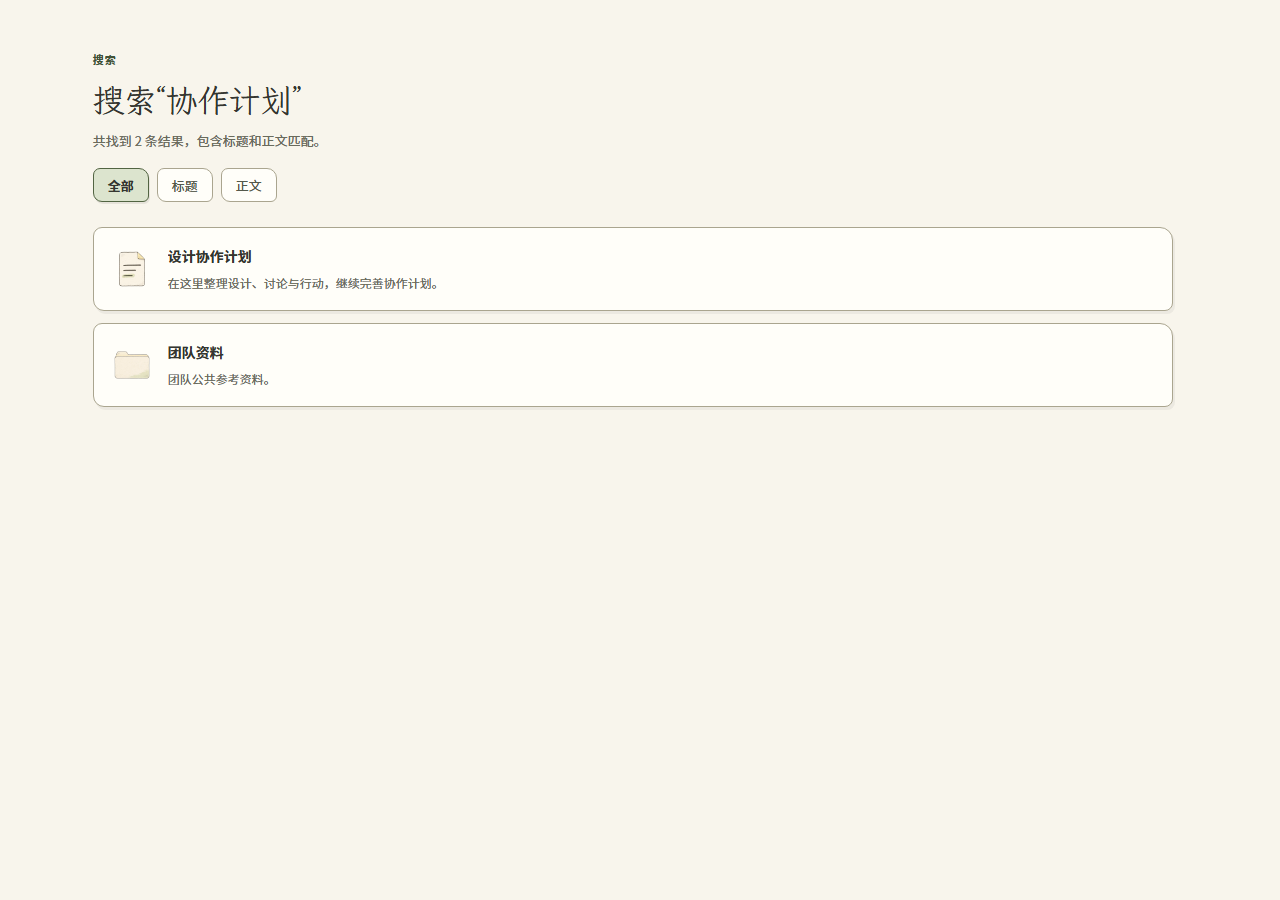 搜索
搜索“协作计划”
共找到 2 条结果，包含标题和正文匹配。
全部
标题
正文
设计协作计划
在这里整理设计、讨论与行动，继续完善协作计划。
团队资料
团队公共参考资料。